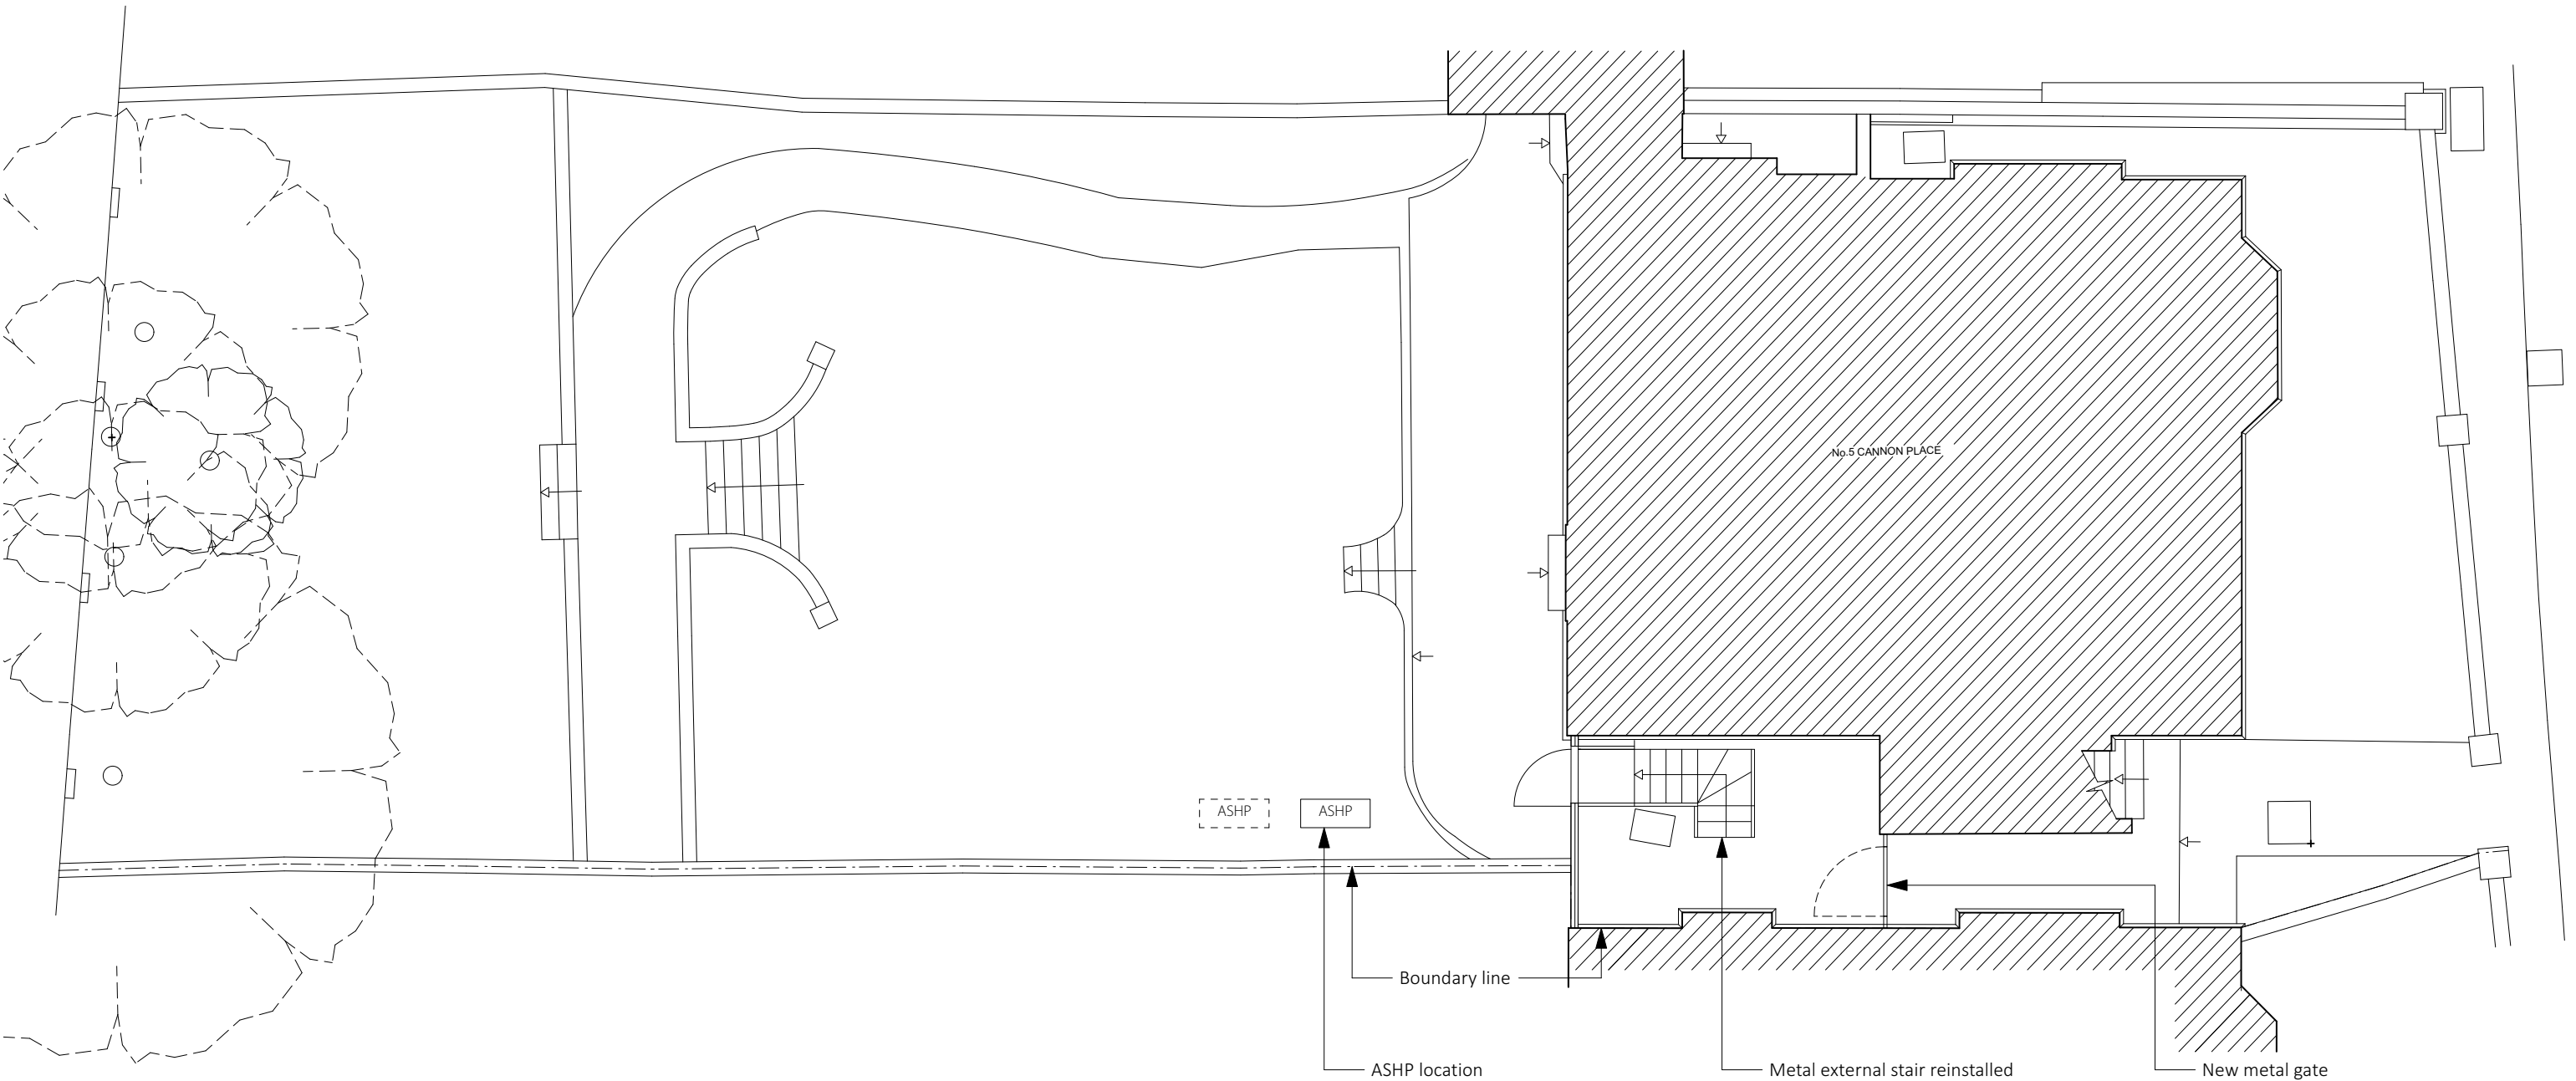 No.5 CANNON PLACE
ASHP
ASHP
Boundary line
ASHP location
Metal external stair reinstalled
New metal gate